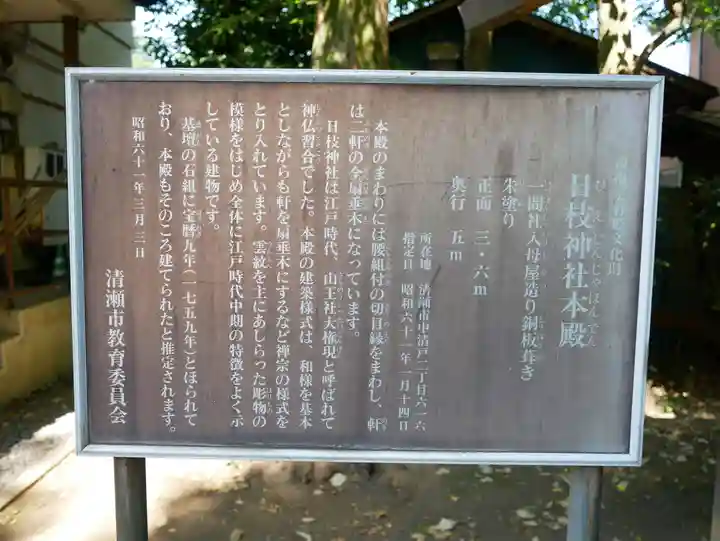 清瀬市有形文化財
日枝神社本殿
ひえじんじゃほんでん
一間社入母屋造り銅板葺き
朱塗り
正面 三・六m
奥行 五m
所在地 清瀬市中清戸二丁目六一六
指定日 昭和六十一年一月十四日
本殿のまわりには腰組付の切目縁をまわし、軒
は二軒の全扇垂木になっています。
日枝神社は江戸時代、山王社大権現と呼ばれて
神仏習合でした。本殿の建築様式は、和様を基本
としながらも軒を扇垂木にするなど禅宗の様式を
とり入れています。雲紋を主にあしらった彫物の
模様をはじめ全体に江戸時代中期の特徴をよく示
している建物です。
基壇の石組に宝暦九年(一七五九年)とほられて
おり、本殿もそのころ建てられたと推定されます。
昭和六十一年三月三日
清瀬市教育委員会